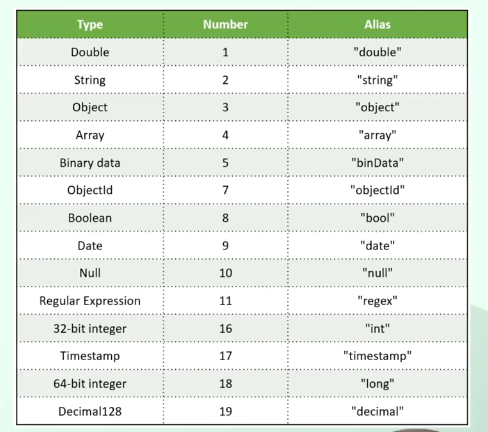 Type Number Alias
Double 1 "double"
String 2 "string"
Object 3 "object"
Array 4 "array"
Binary data 5 "binData"
ObjectId 7 "objectId"
Boolean 8 "bool"
Date 9 "date"
Null 10 "null"
Regular Expression 11 "regex"
32-bit integer 16 "int"
Timestamp 17 "timestamp"
64-bit integer 18 "long"
Decimal128 19 "decimal"